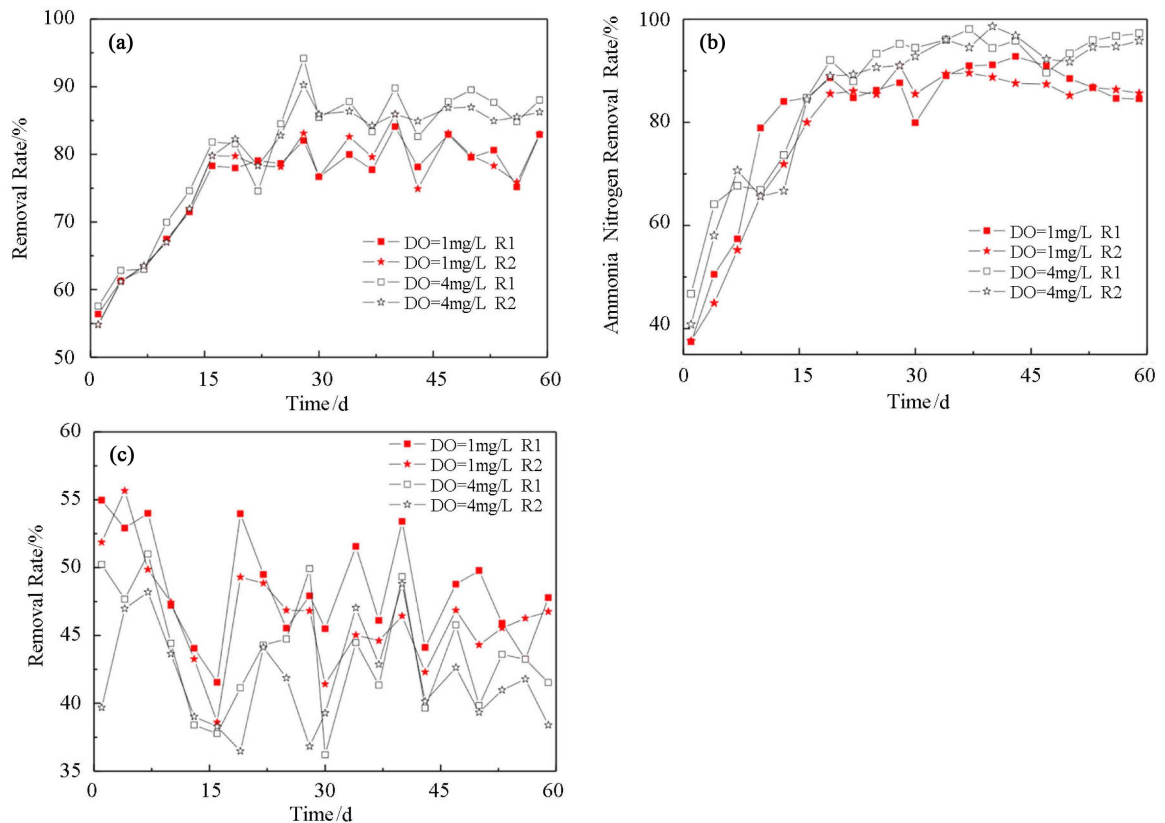 (a)
Removal Rate/%
100
90
80
70
60
50
DO=1mg/L R1
DO=1mg/L R2
DO=4mg/L R1
DO=4mg/L R2
0 15 30 45 60
Time/d
(b)
Ammonia Nitrogen Removal Rate/%
100
80
60
40
DO=1mg/L R1
DO=1mg/L R2
DO=4mg/L R1
DO=4mg/L R2
0 15 30 45 60
Time/d
(c)
Removal Rate/%
60
55
50
45
40
35
DO=1mg/L R1
DO=1mg/L R2
DO=4mg/L R1
DO=4mg/L R2
0 15 30 45 60
Time/d